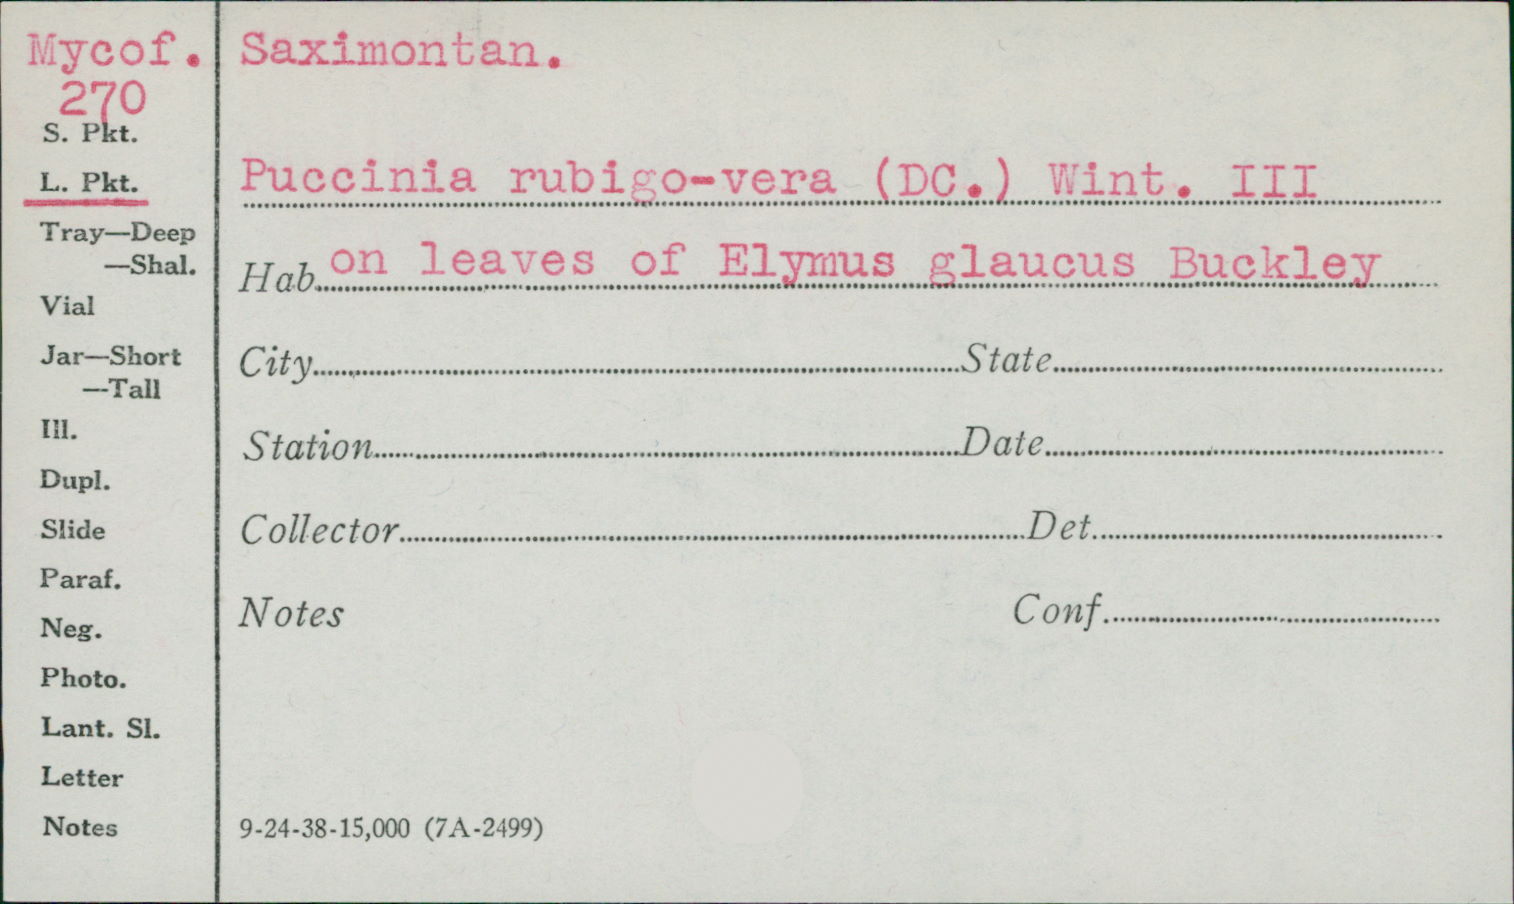 Mycof. Saximontan.
270
S. Pkt.
L. Pkt.
Puccinia rubigo-vera (DC.) Wint. III
Tray—Deep
—Shal.
Hab. on leaves of Elymus glaucus Buckley
Vial
Jar—Short
—Tall
City State
Ill.
Station Date
Dupl.
Slide
Collector Det.
Paraf.
Neg.
Notes Conf.
Photo.
Lant. Sl.
Letter
Notes
9-24-38-15,000 (7A-2499)